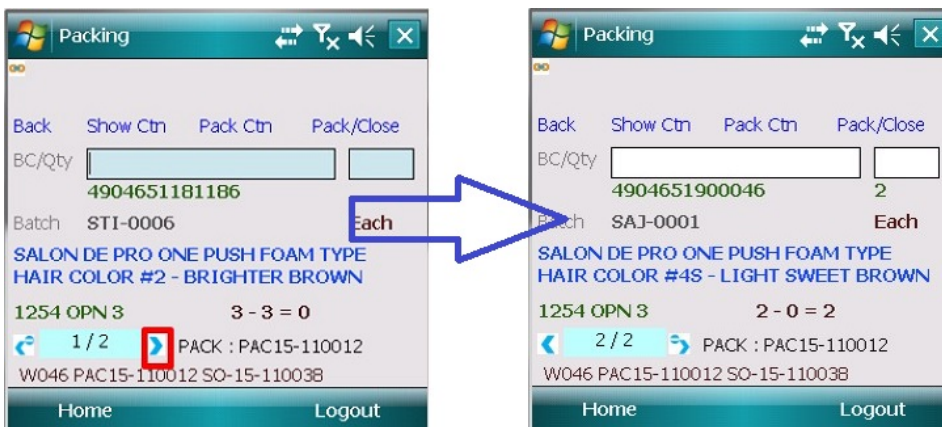 Packing
Back Show Ctn Pack Ctn Pack/Close
BC/Qty
4904651181186
Batch STI-0006 Each
SALON DE PRO ONE PUSH FOAM TYPE
HAIR COLOR #2 - BRIGHTER BROWN
1254 OPN 3 3 - 3 = 0
1 / 2 PACK : PAC15-110012
W046 PAC15-110012 SO-15-110038
Home Logout
Packing
Back Show Ctn Pack Ctn Pack/Close
BC/Qty
4904651900046 2
Batch SAJ-0001 Each
SALON DE PRO ONE PUSH FOAM TYPE
HAIR COLOR #4S - LIGHT SWEET BROWN
1254 OPN 3 2 - 0 = 2
2 / 2 PACK : PAC15-110012
W046 PAC15-110012 SO-15-110038
Home Logout